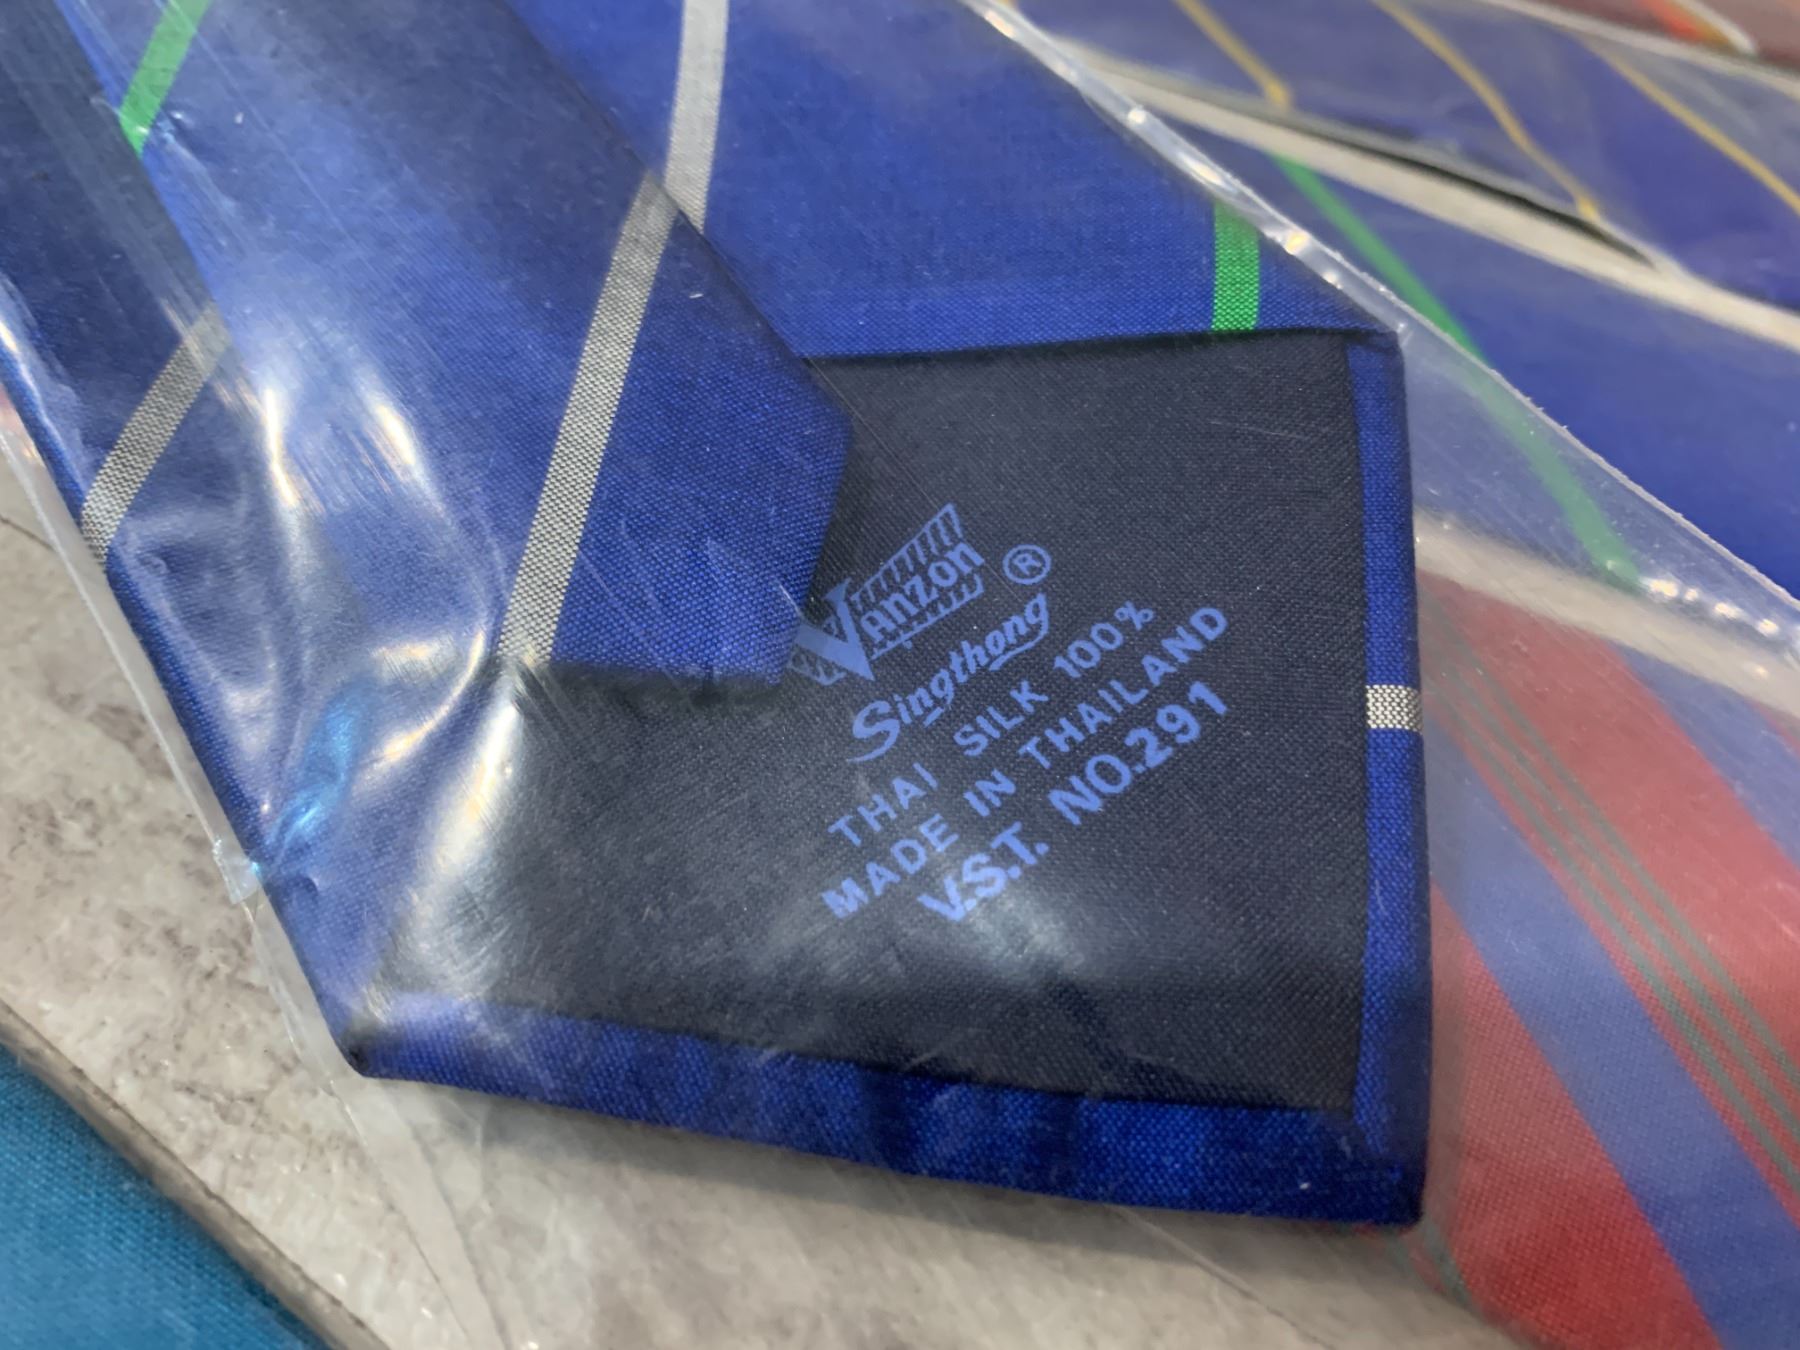 Vanzon ®
Singthong
THAI SILK 100%
MADE IN THAILAND
V.S.T. NO.291